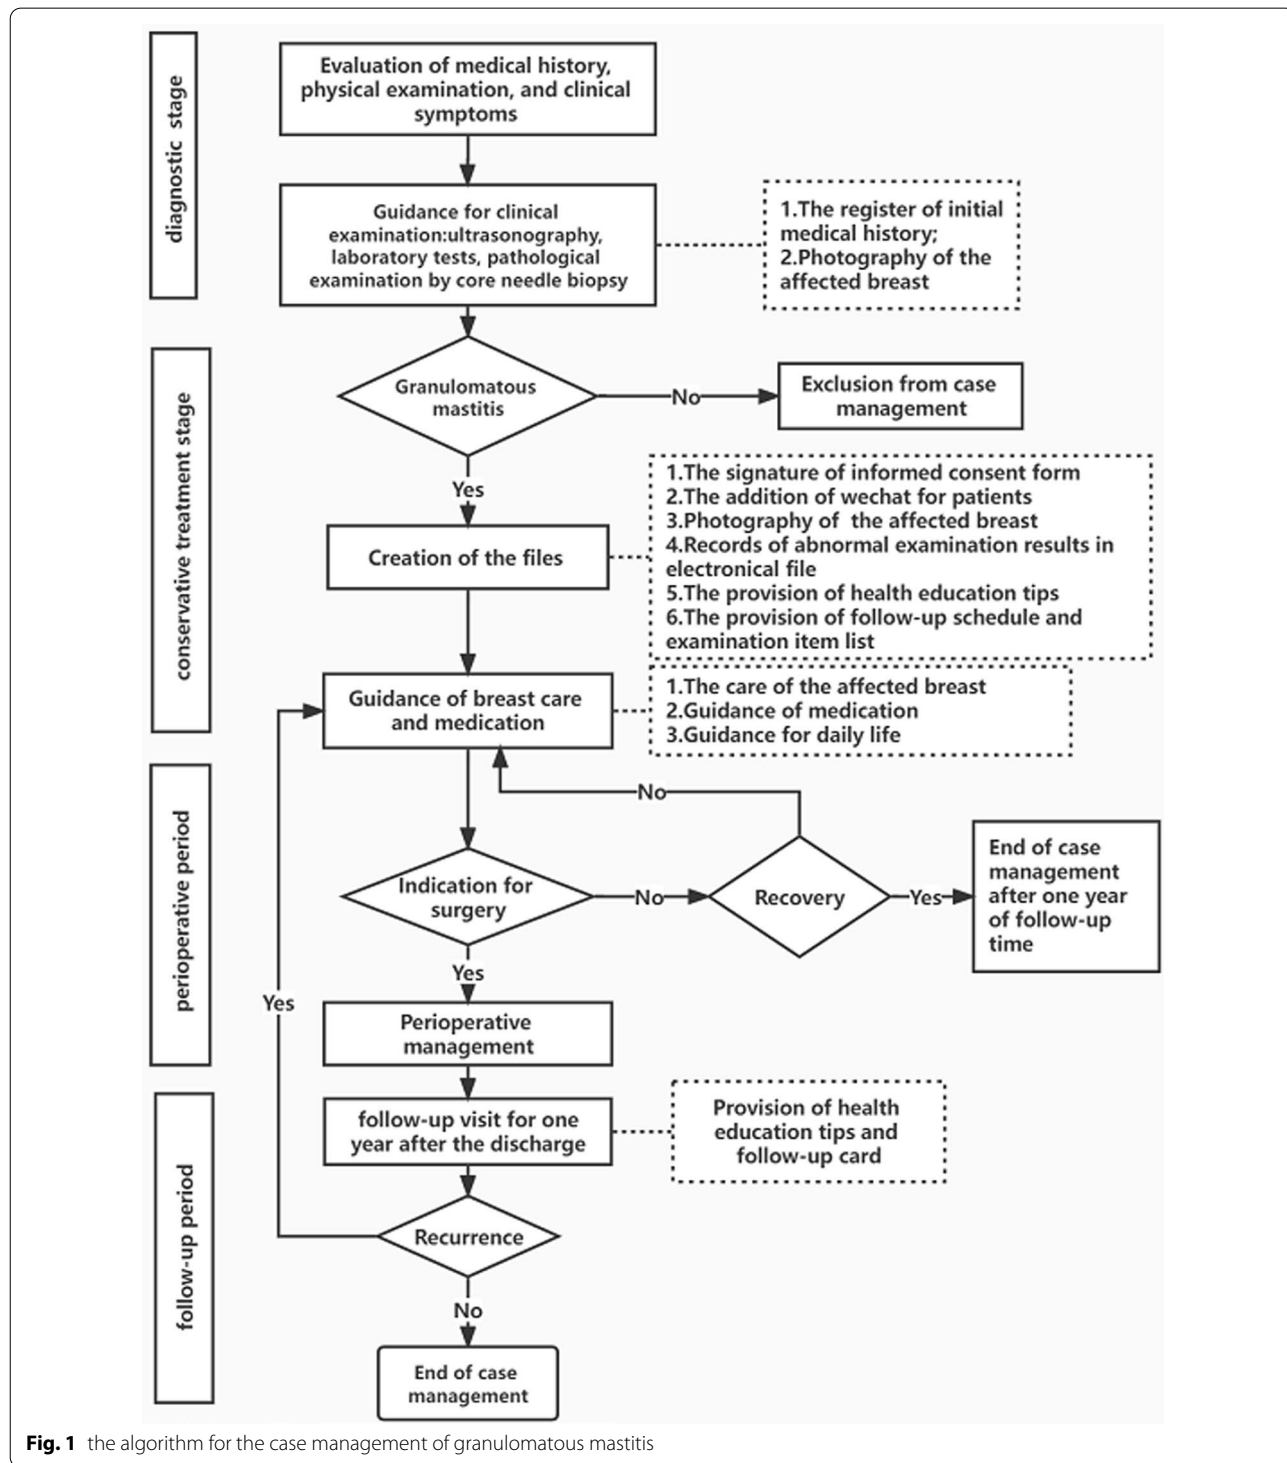 diagnostic stage
Evaluation of medical history,
physical examination, and clinical
symptoms
Guidance for clinical
examination:ultrasonography,
laboratory tests, pathological
examination by core needle biopsy
1.The register of initial
medical history;
2.Photography of the
affected breast
conservative treatment stage
Granulomatous
mastitis
No
Exclusion from case
management
Yes
Creation of the files
1.The signature of informed consent form
2.The addition of wechat for patients
3.Photography of the affected breast
4.Records of abnormal examination results in
electronical file
5.The provision of health education tips
6.The provision of follow-up schedule and
examination item list
Guidance of breast care
and medication
1.The care of the affected breast
2.Guidance of medication
3.Guidance for daily life
perioperative period
No
Indication for
surgery
No
Recovery
Yes
End of case
management
after one year
of follow-up
time
Yes
Yes
Perioperative
management
follow-up period
follow-up visit for one
year after the discharge
Provision of health
education tips and
follow-up card
Recurrence
No
End of case
management
Fig. 1 the algorithm for the case management of granulomatous mastitis